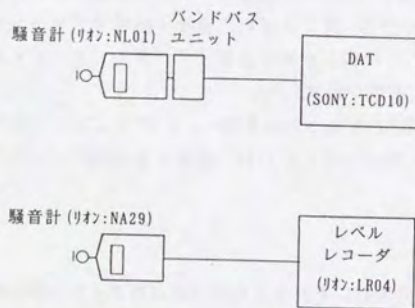 バンドパス
騒音計(リオン:NL01) ユニット
DAT
(SONY:TCD10)
騒音計(リオン:NA29)
レベル
レコーダ
(リオン:LR04)